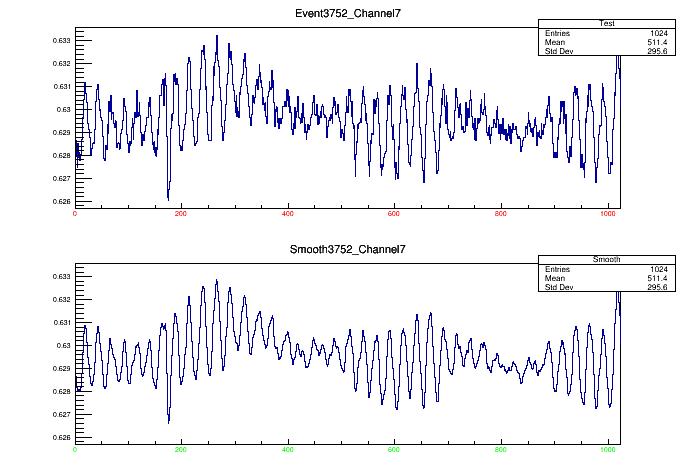 Event3752_Channel7
Test
Entries 1024
Mean 511.4
Std Dev 295.6
0.633
0.632
0.631
0.63
0.629
0.628
0.627
0.626
0 200 400 600 800 1000
Smooth3752_Channel7
Smooth
Entries 1024
Mean 511.4
Std Dev 295.6
0.633
0.632
0.631
0.63
0.629
0.628
0.627
0.626
0 200 400 600 800 1000